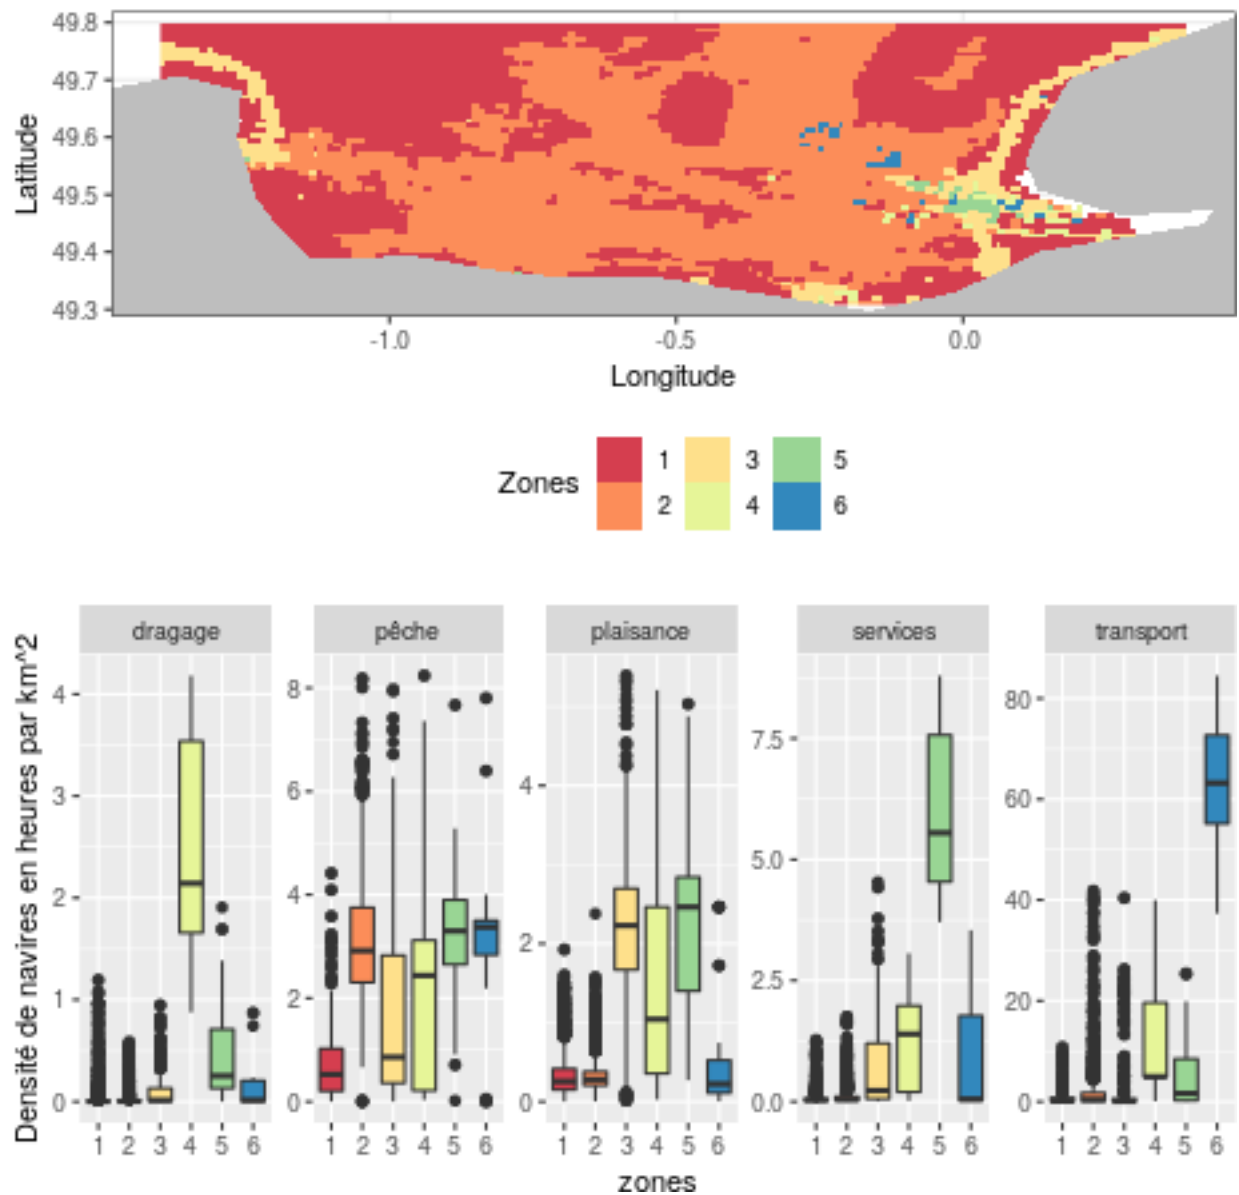 49.8
49.7
49.6
49.5
49.4
49.3
Latitude
-1.0 -0.5 0.0
Longitude
Zones
1 3 5
2 4 6
dragage pêche plaisance services transport
Densité de navires en heures par km^2
4
3
2
1
0
8
6
4
2
0
4
2
0
7.5
5.0
2.5
0.0
80
60
40
20
0
1 2 3 4 5 6 1 2 3 4 5 6 1 2 3 4 5 6 1 2 3 4 5 6 1 2 3 4 5 6
zones